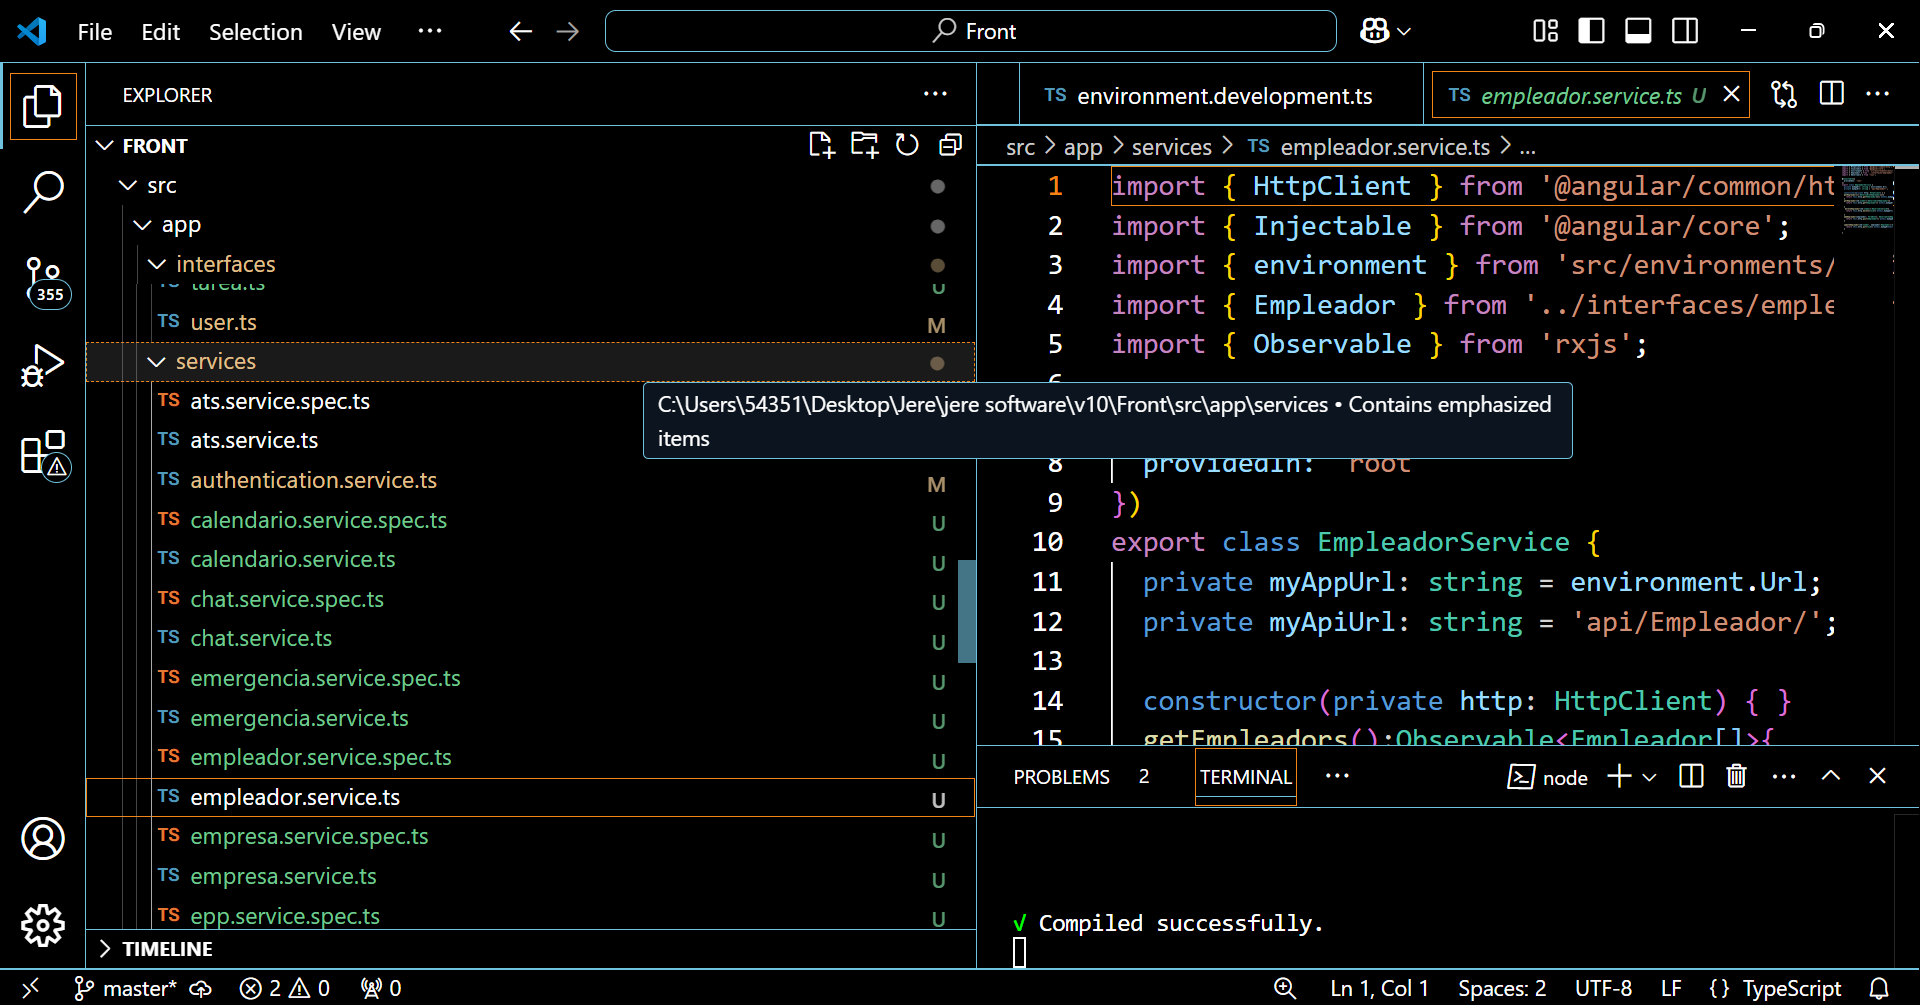 File Edit Selection View ...
Front
EXPLORER
FRONT
src
app
interfaces
tarea.ts U
TS user.ts M
services
TS ats.service.spec.ts
TS ats.service.ts
TS authentication.service.ts M
TS calendario.service.spec.ts U
TS calendario.service.ts U
TS chat.service.spec.ts U
TS chat.service.ts U
TS emergencia.service.spec.ts U
TS emergencia.service.ts U
TS empleador.service.spec.ts U
TS empleador.service.ts U
TS empresa.service.spec.ts U
TS empresa.service.ts U
TS epp.service.spec.ts U
TIMELINE
355
TS environment.development.ts
TS empleador.service.ts U
src > app > services > TS empleador.service.ts > ...
1 import { HttpClient } from '@angular/common/ht
2 import { Injectable } from '@angular/core';
3 import { environment } from 'src/environments/
4 import { Empleador } from '../interfaces/emple
5 import { Observable } from 'rxjs';
6
C:\Users\54351\Desktop\Jere\jere software\v10\Front\src\app\services • Contains emphasized
items
8 providedIn: 'root'
9 })
10 export class EmpleadorService {
11 private myAppUrl: string = environment.Url;
12 private myApiUrl: string = 'api/Empleador/';
13
14 constructor(private http: HttpClient) { }
15 getEmpleadors():Observable<Empleador[]>{
PROBLEMS 2 TERMINAL ... node
√ Compiled successfully.
master* 2 0 0 Ln 1, Col 1 Spaces: 2 UTF-8 LF {} TypeScript